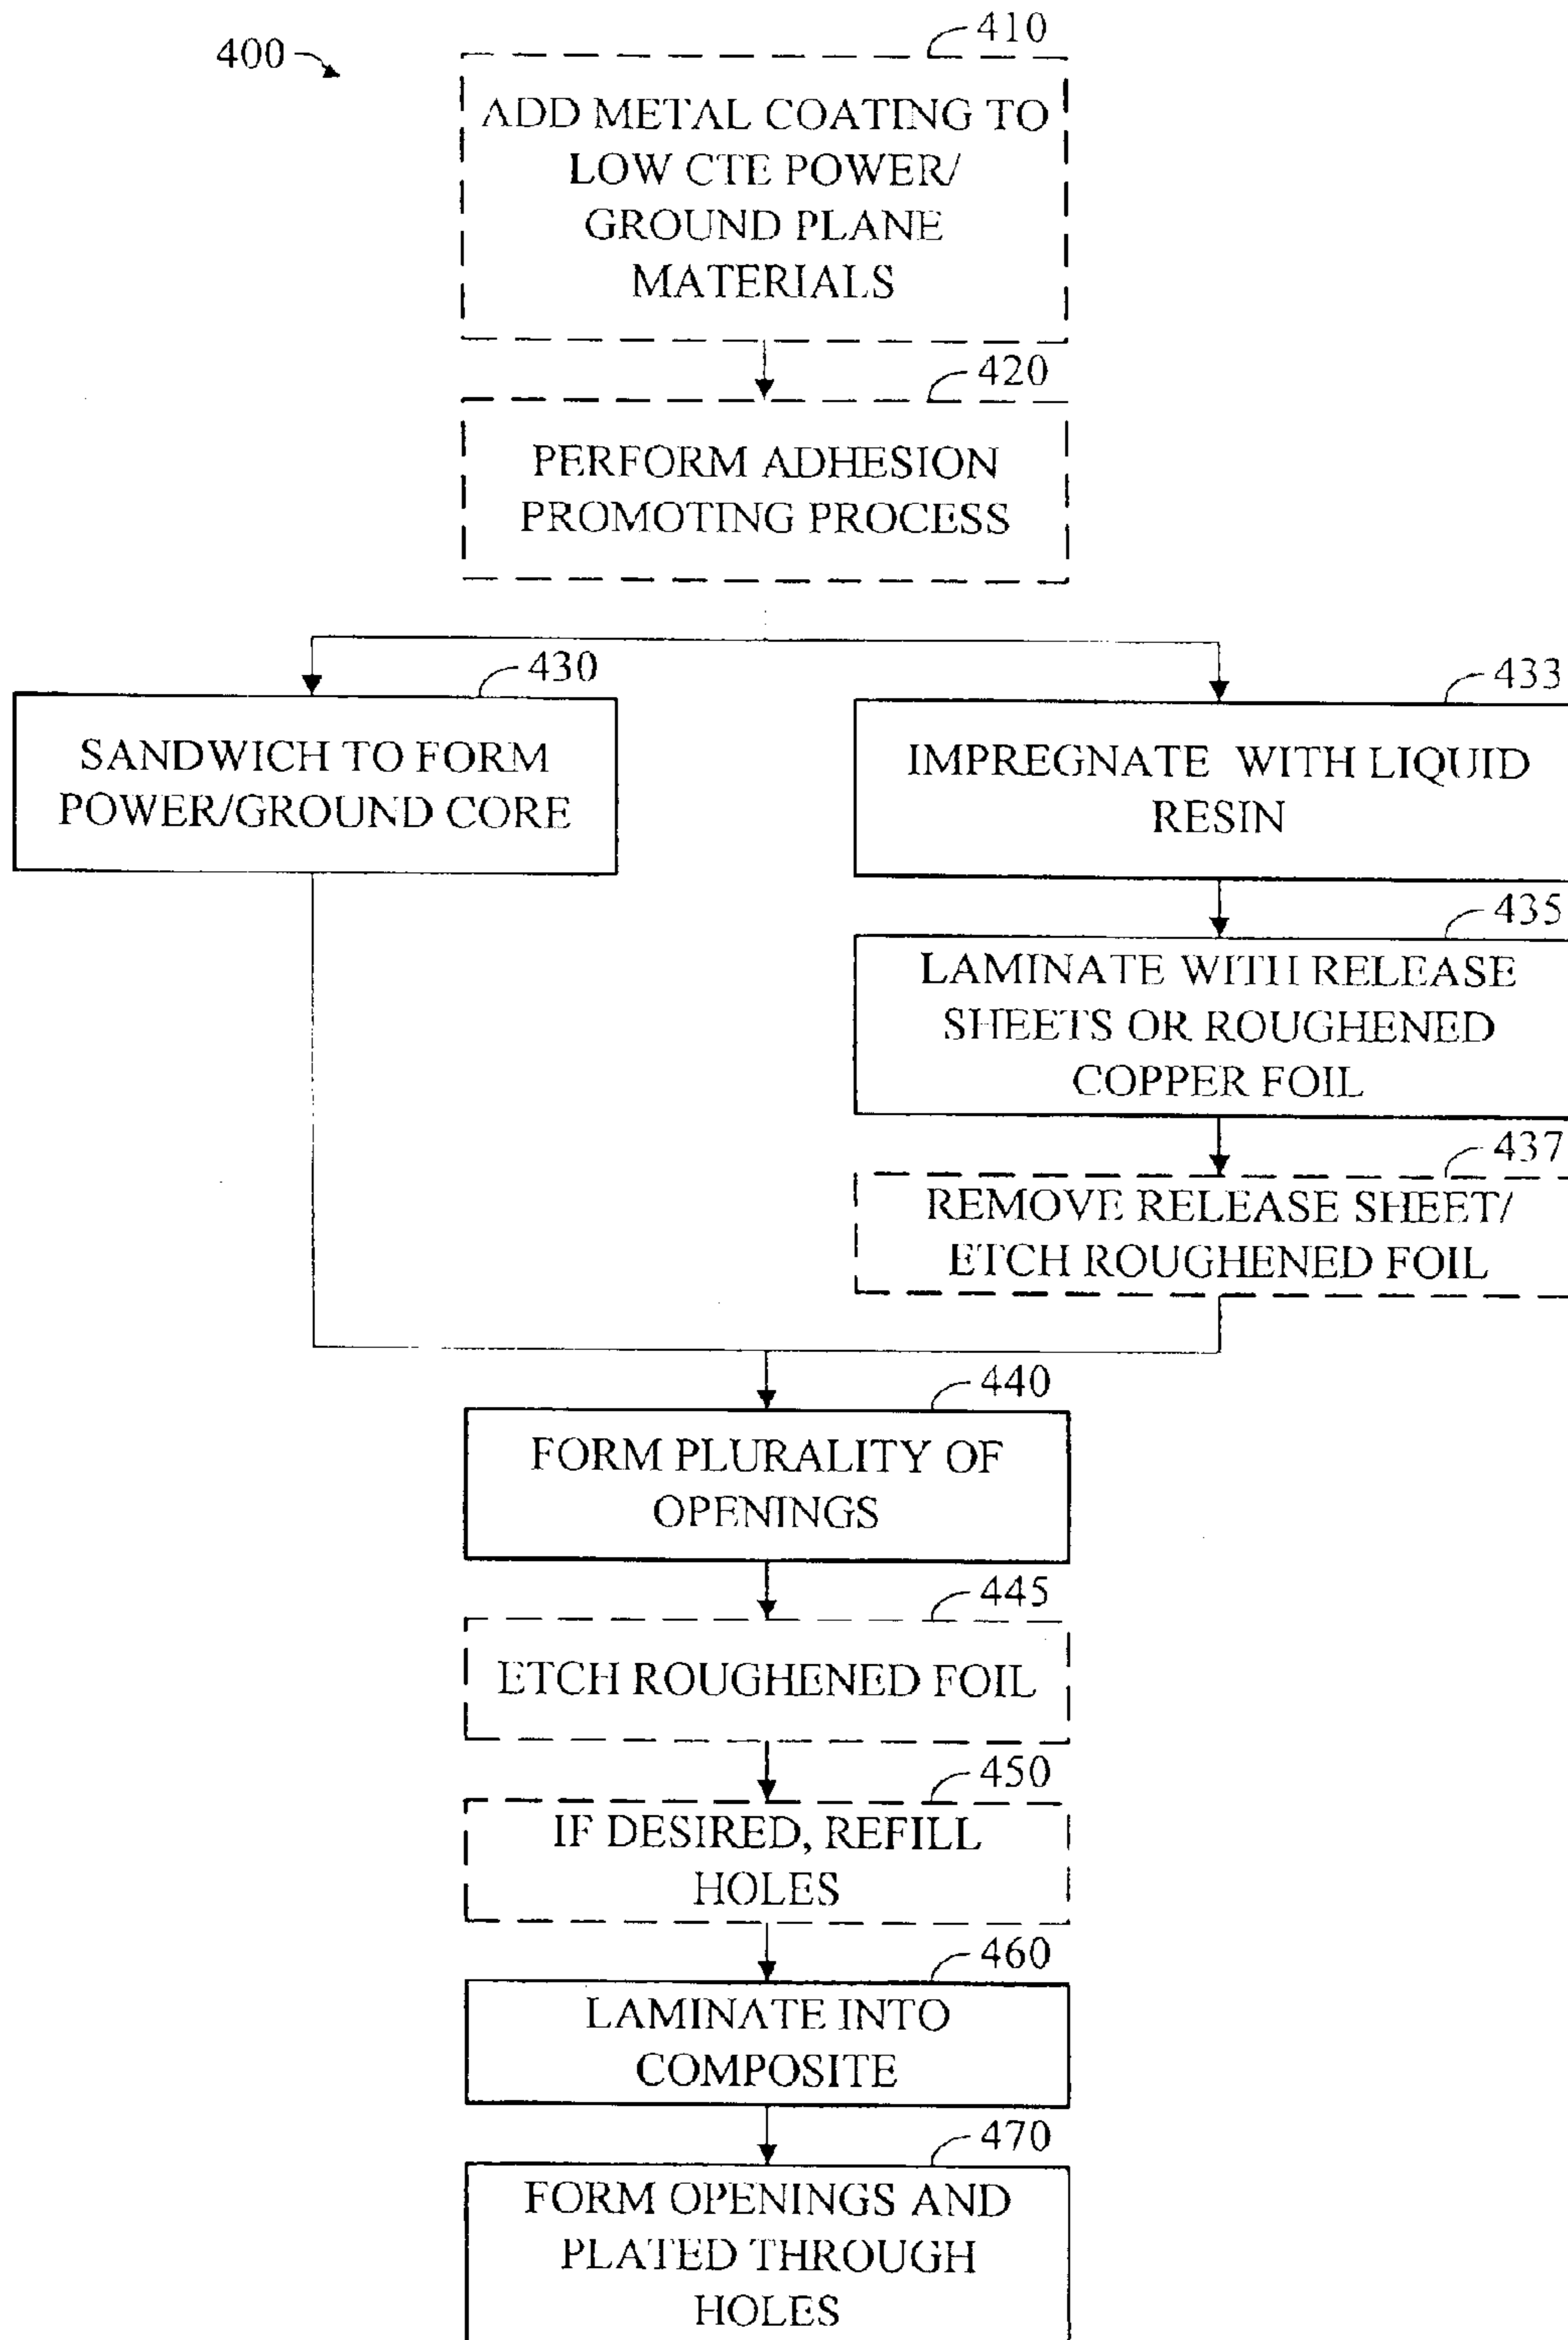 400
410
ADD METAL COATING TO
LOW CTE POWER/
GROUND PLANE
MATERIALS
420
PERFORM ADHESION
PROMOTING PROCESS
430
SANDWICH TO FORM
POWER/GROUND CORE
433
IMPREGNATE WITH LIQUID
RESIN
435
LAMINATE WITH RELEASE
SHEETS OR ROUGHENED
COPPER FOIL
437
REMOVE RELEASE SHEET/
ETCH ROUGHENED FOIL
440
FORM PLURALITY OF
OPENINGS
445
ETCH ROUGHENED FOIL
450
IF DESIRED, REFILL
HOLES
460
LAMINATE INTO
COMPOSITE
470
FORM OPENINGS AND
PLATED THROUGH
HOLES